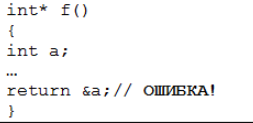 int* f()
{
int a;
…
return &a;// ОШИБКА!
}